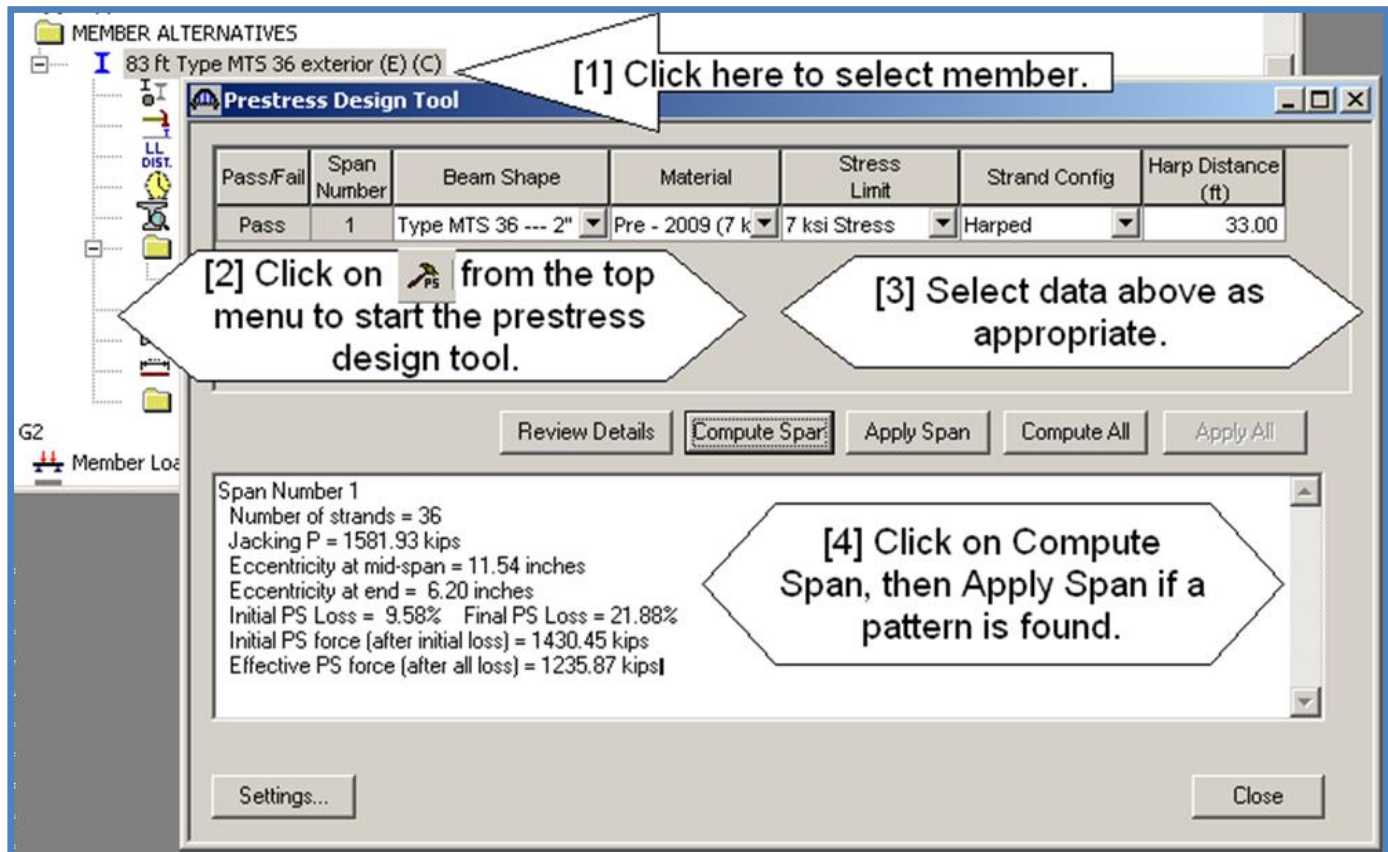 MEMBER ALTERNATIVES
83 ft Type MTS 36 exterior (E) (C)
[1] Click here to select member.
Prestress Design Tool
LL
DIST.
Pass/Fail Span Number Beam Shape Material Stress Limit Strand Config Harp Distance (ft)
Pass 1 Type MTS 36 --- 2" Pre - 2009 (7 k 7 ksi Stress Harped 33.00
[2] Click on PS from the top
menu to start the prestress
design tool.
[3] Select data above as
appropriate.
Review Details Compute Span Apply Span Compute All Apply All
G2
Member Loa
Span Number 1
Number of strands = 36
Jacking P = 1581.93 kips
Eccentricity at mid-span = 11.54 inches
Eccentricity at end = 6.20 inches
Initial PS Loss = 9.58% Final PS Loss = 21.88%
Initial PS force (after initial loss) = 1430.45 kips
Effective PS force (after all loss) = 1235.87 kips
[4] Click on Compute
Span, then Apply Span if a
pattern is found.
Settings... Close